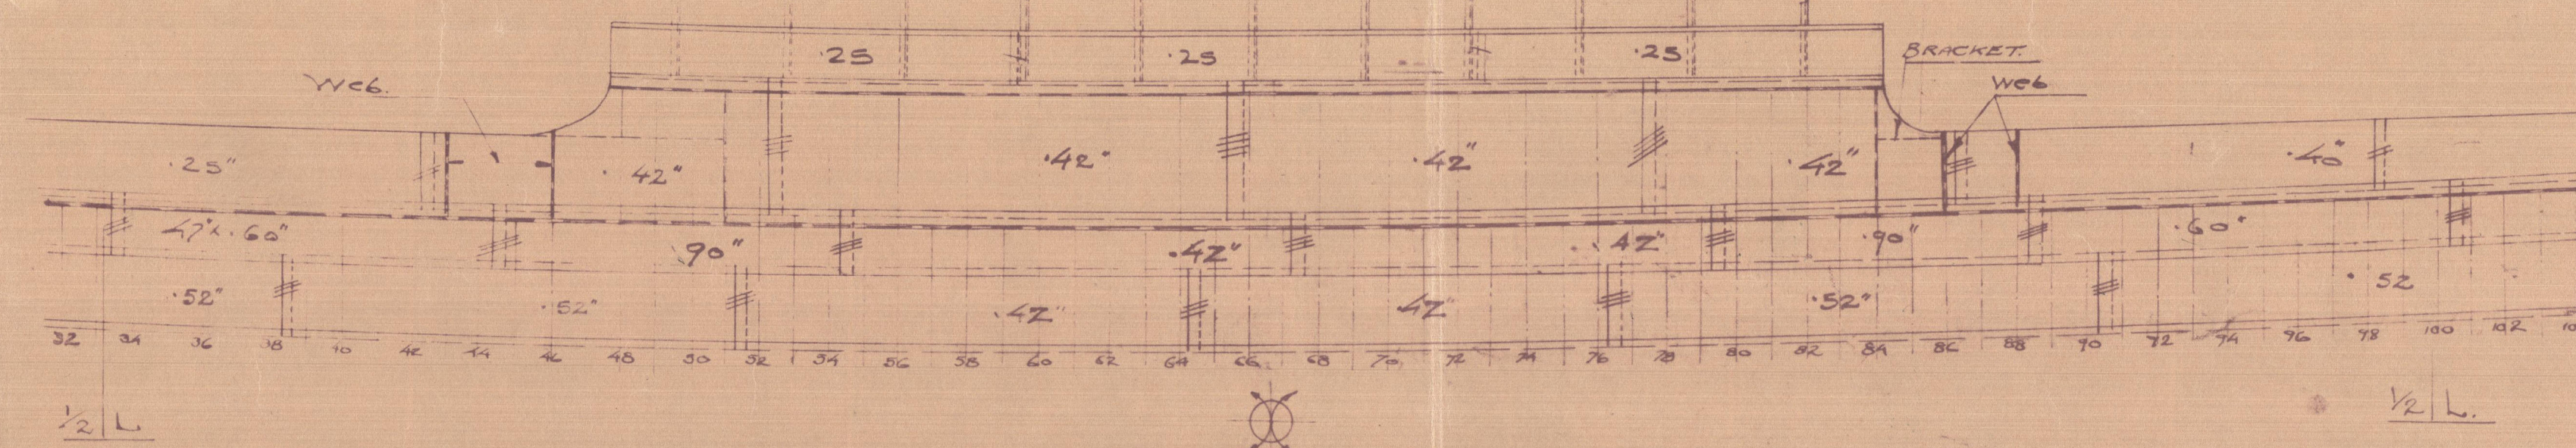 ·25 ·25 ·25
BRACKET.
Web. Web
·25" ·42" ·42" ·42" ·42" ·40"
·60" ·90" ·42" ·42" ·90" ·60"
·52" ·52" ·42" ·42" ·52" ·52
32 34 36 38 40 42 44 46 48 50 52 54 56 58 60 62 64 66 68 70 72 74 76 78 80 82 84 86 88 90 92 94 96 98 100 102
1/2 L 1/2 L.